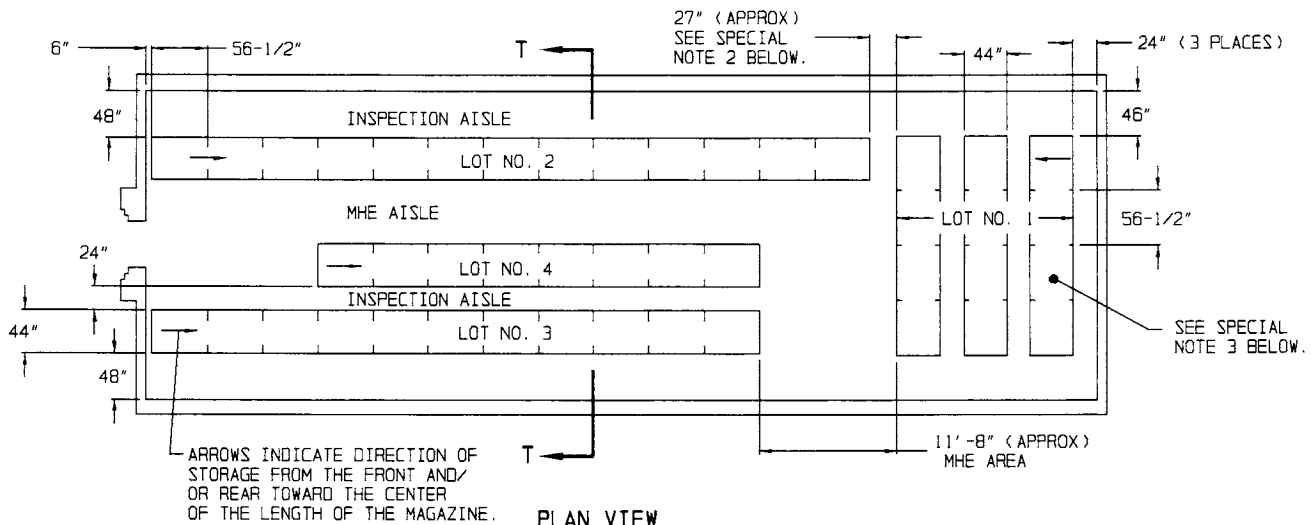 27" (APPROX)
SEE SPECIAL
NOTE 2 BELOW.
6"
56-1/2"
T
44"
24" (3 PLACES)
48"
INSPECTION AISLE
46"
LOT NO. 2
MHE AISLE
LOT NO. 1
56-1/2"
24"
LOT NO. 4
INSPECTION AISLE
44"
LOT NO. 3
SEE SPECIAL
NOTE 3 BELOW.
48"
11'-8" (APPROX)
MHE AREA
T
ARROWS INDICATE DIRECTION OF
STORAGE FROM THE FRONT AND/
OR REAR TOWARD THE CENTER
OF THE LENGTH OF THE MAGAZINE.
PLAN VIEW